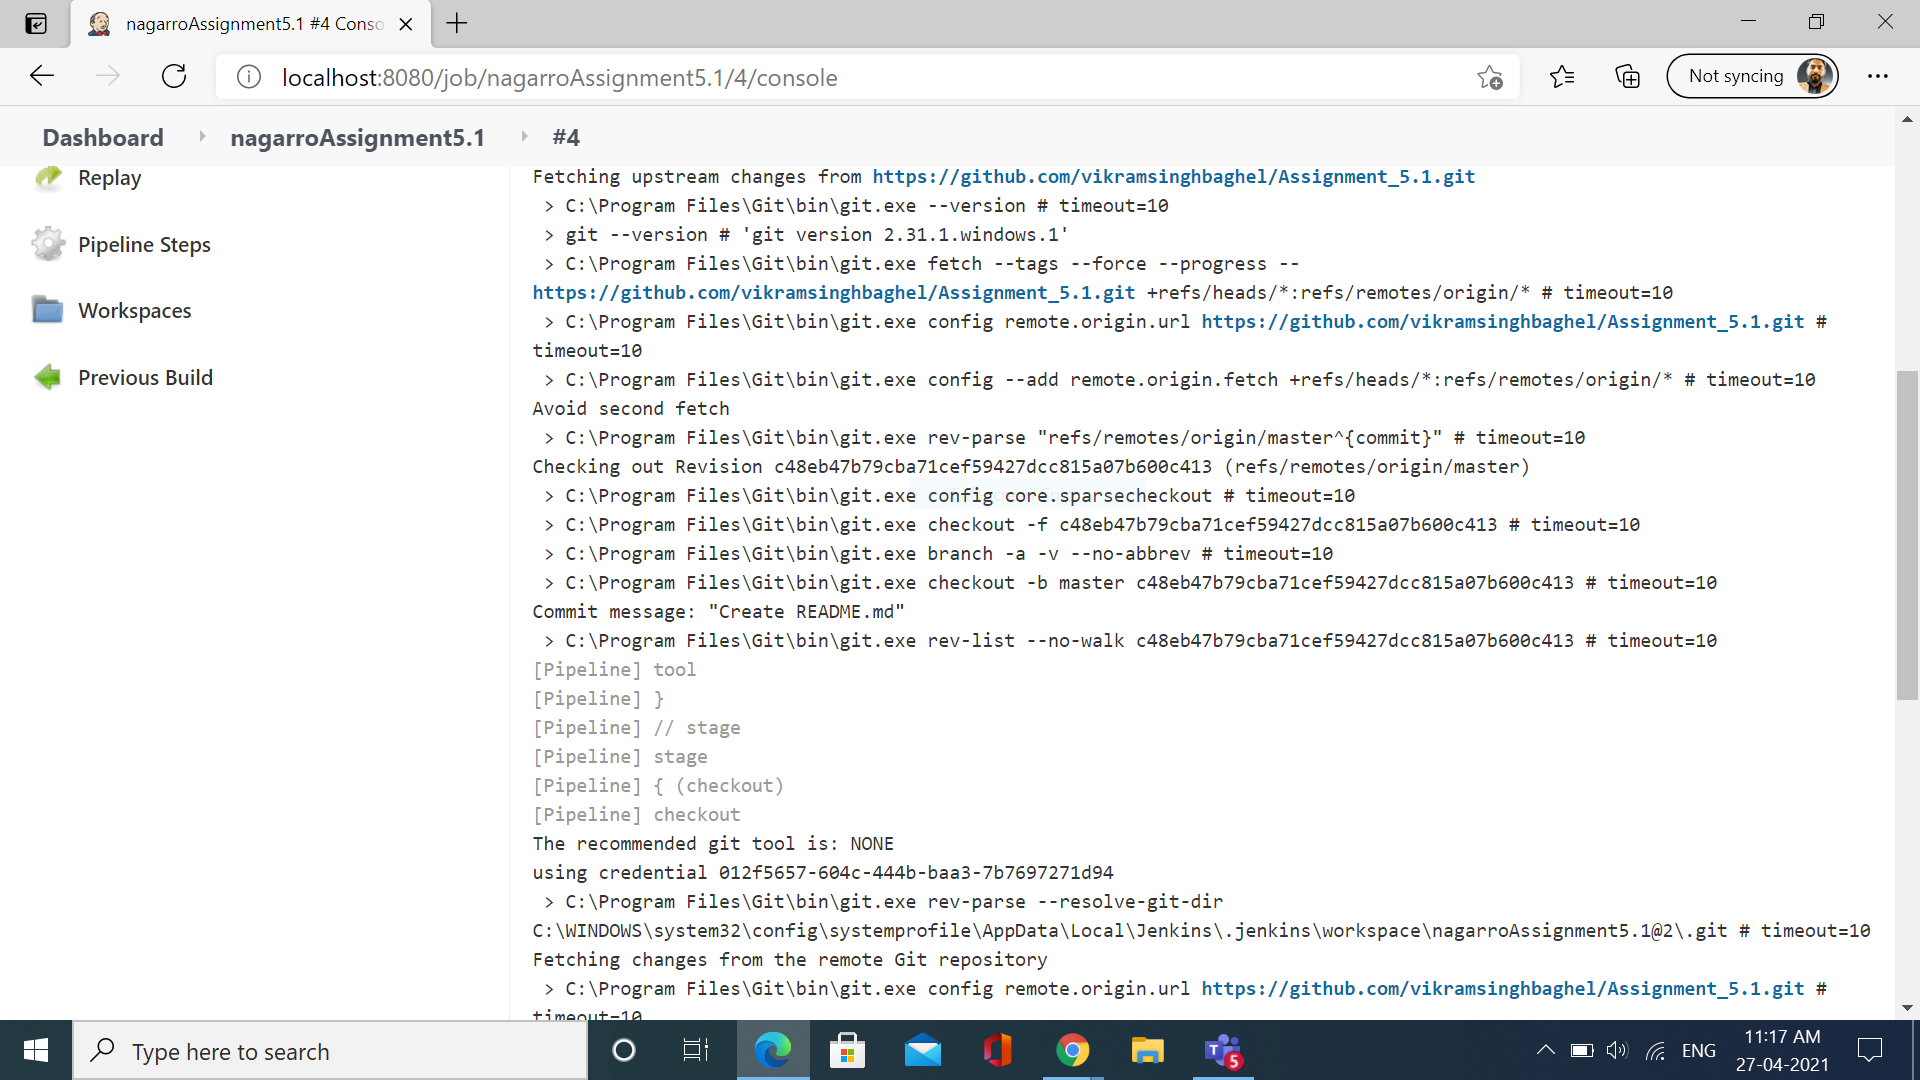 nagarroAssignment5.1 #4 Conso
localhost:8080/job/nagarroAssignment5.1/4/console
Not syncing
Dashboard
nagarroAssignment5.1
#4
Replay
Pipeline Steps
Workspaces
Previous Build
Fetching upstream changes from https://github.com/vikramsinghbaghel/Assignment_5.1.git
> C:\Program Files\Git\bin\git.exe --version # timeout=10
> git --version # 'git version 2.31.1.windows.1'
> C:\Program Files\Git\bin\git.exe fetch --tags --force --progress --
https://github.com/vikramsinghbaghel/Assignment_5.1.git +refs/heads/*:refs/remotes/origin/* # timeout=10
> C:\Program Files\Git\bin\git.exe config remote.origin.url https://github.com/vikramsinghbaghel/Assignment_5.1.git #
timeout=10
> C:\Program Files\Git\bin\git.exe config --add remote.origin.fetch +refs/heads/*:refs/remotes/origin/* # timeout=10
Avoid second fetch
> C:\Program Files\Git\bin\git.exe rev-parse "refs/remotes/origin/master^{commit}" # timeout=10
Checking out Revision c48eb47b79cba71cef59427dcc815a07b600c413 (refs/remotes/origin/master)
> C:\Program Files\Git\bin\git.exe config core.sparsecheckout # timeout=10
> C:\Program Files\Git\bin\git.exe checkout -f c48eb47b79cba71cef59427dcc815a07b600c413 # timeout=10
> C:\Program Files\Git\bin\git.exe branch -a -v --no-abbrev # timeout=10
> C:\Program Files\Git\bin\git.exe checkout -b master c48eb47b79cba71cef59427dcc815a07b600c413 # timeout=10
Commit message: "Create README.md"
> C:\Program Files\Git\bin\git.exe rev-list --no-walk c48eb47b79cba71cef59427dcc815a07b600c413 # timeout=10
[Pipeline] tool
[Pipeline] }
[Pipeline] // stage
[Pipeline] stage
[Pipeline] { (checkout)
[Pipeline] checkout
The recommended git tool is: NONE
using credential 012f5657-604c-444b-baa3-7b7697271d94
> C:\Program Files\Git\bin\git.exe rev-parse --resolve-git-dir
C:\WINDOWS\system32\config\systemprofile\AppData\Local\Jenkins\.jenkins\workspace\nagarroAssignment5.1@2\.git # timeout=10
Fetching changes from the remote Git repository
> C:\Program Files\Git\bin\git.exe config remote.origin.url https://github.com/vikramsinghbaghel/Assignment_5.1.git #
timeout=10
Type here to search
T 5
ENG
11:17 AM
27-04-2021